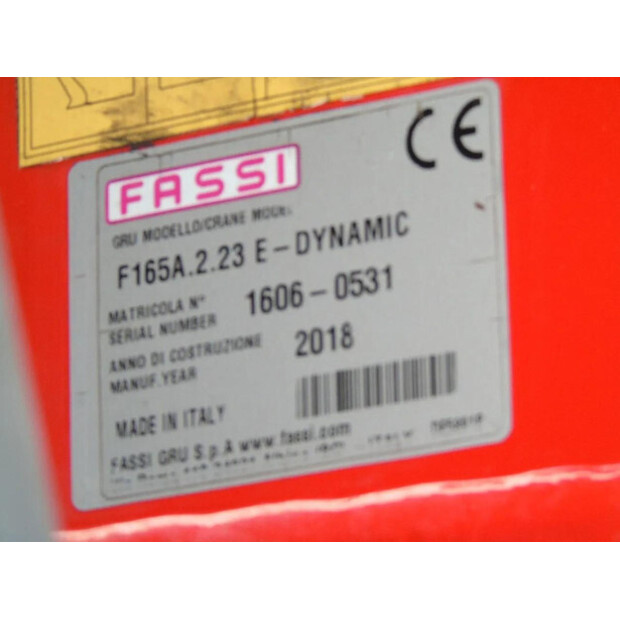 CE
FASSI
GRU MODELLO/CRANE MODEL
F165A.2.23 E-DYNAMIC
MATRICOLA N°
SERIAL NUMBER 1606-0531
ANNO DI COSTRUZIONE
MANUF.YEAR 2018
MADE IN ITALY
FASSI GRU S.p.A www.fassi.com
ITALY